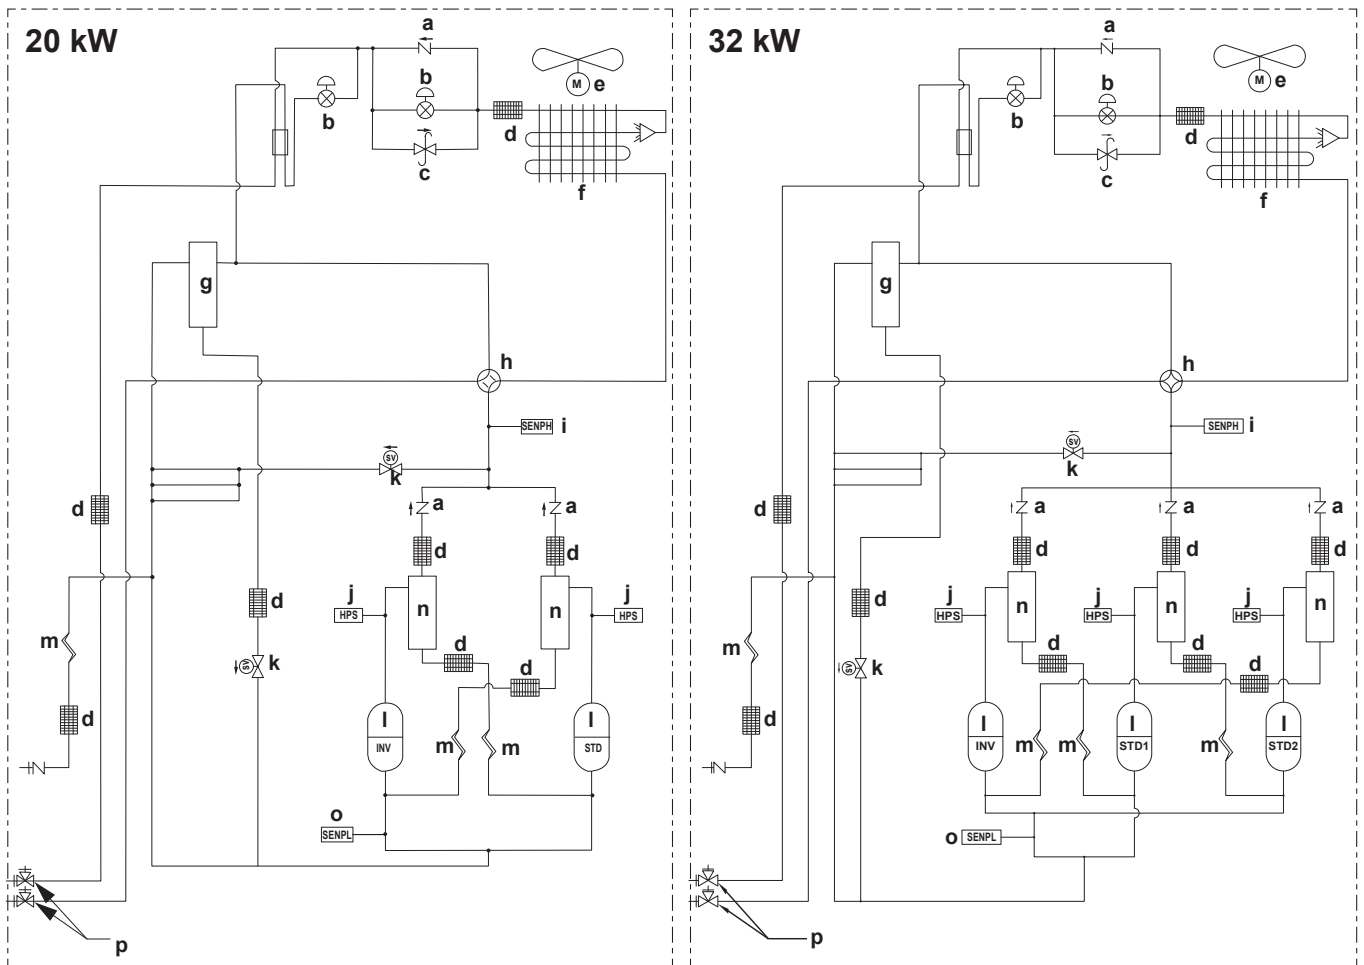 20 kW
a
b
b
M
e
d
c
f
g
h
SENPH
i
SV
k
d
a
a
d
d
j
HPS
n
n
j
HPS
d
m
SV
k
d
d
d
l
INV
m
m
l
STD
o
SENPL
p
32 kW
a
b
b
M
e
d
c
f
g
h
SENPH
i
SV
k
d
a
a
a
d
d
d
j
HPS
n
j
HPS
n
j
HPS
n
d
m
SV
k
d
d
d
d
l
INV
m
m
l
STD1
m
l
STD2
o
SENPL
p